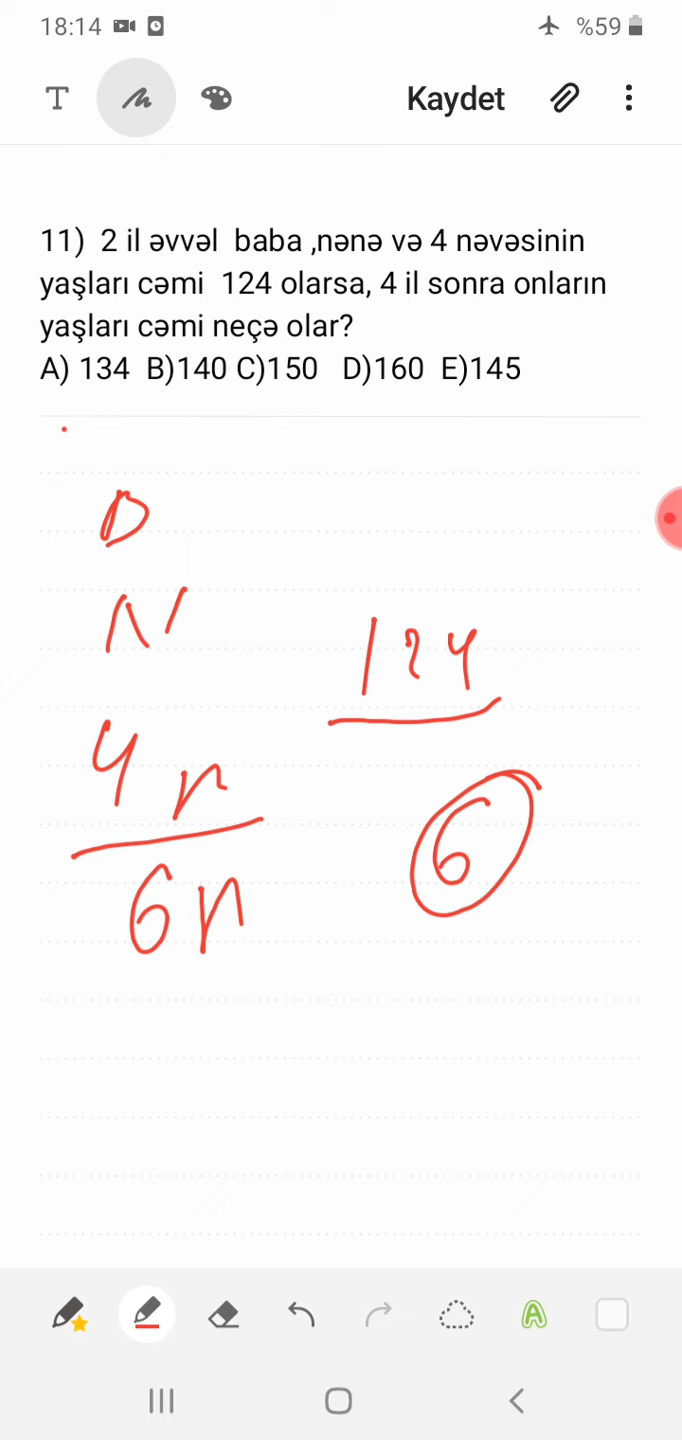 18:14 %59
Kaydet
11) 2 il əvvəl baba ,nənə və 4 nəvəsinin
yaşları cəmi 124 olarsa, 4 il sonra onların
yaşları cəmi neçə olar?
A) 134 B)140 C)150 D)160 E)145
124
4 n
6
6n